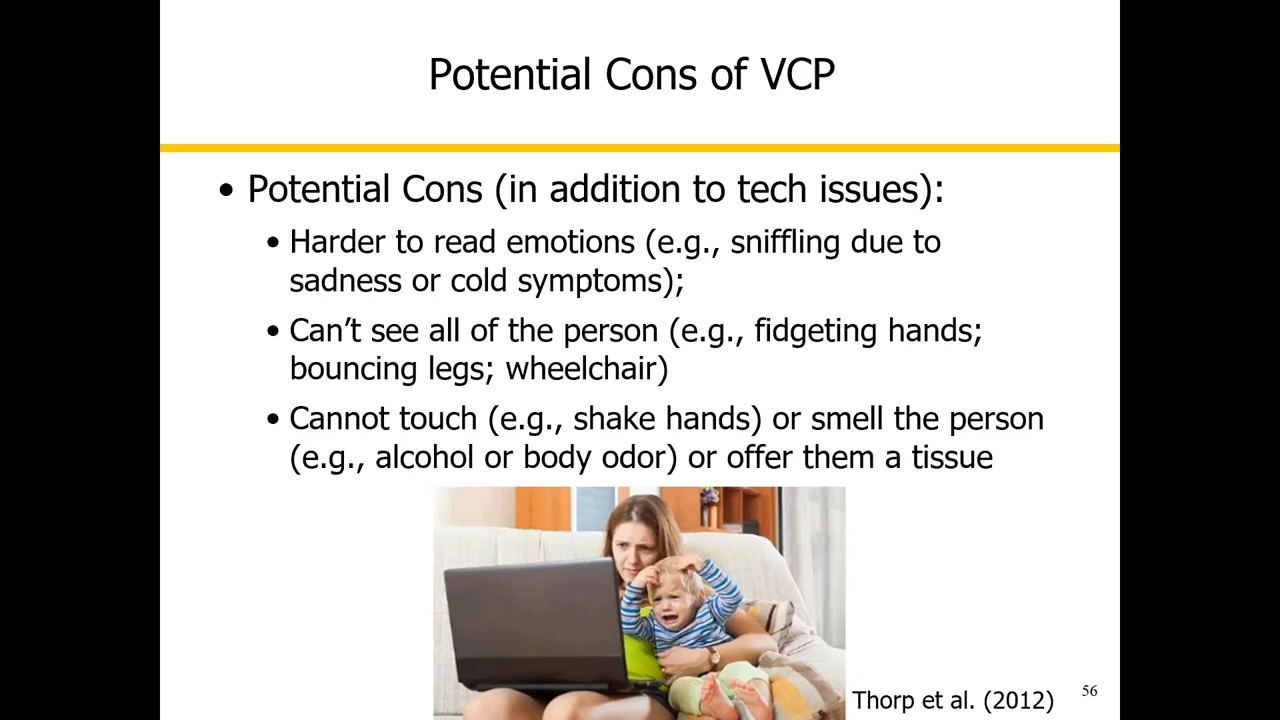 Potential Cons of VCP
• Potential Cons (in addition to tech issues):
• Harder to read emotions (e.g., sniffling due to
sadness or cold symptoms);
• Can’t see all of the person (e.g., fidgeting hands;
bouncing legs; wheelchair)
• Cannot touch (e.g., shake hands) or smell the person
(e.g., alcohol or body odor) or offer them a tissue
Thorp et al. (2012)
56